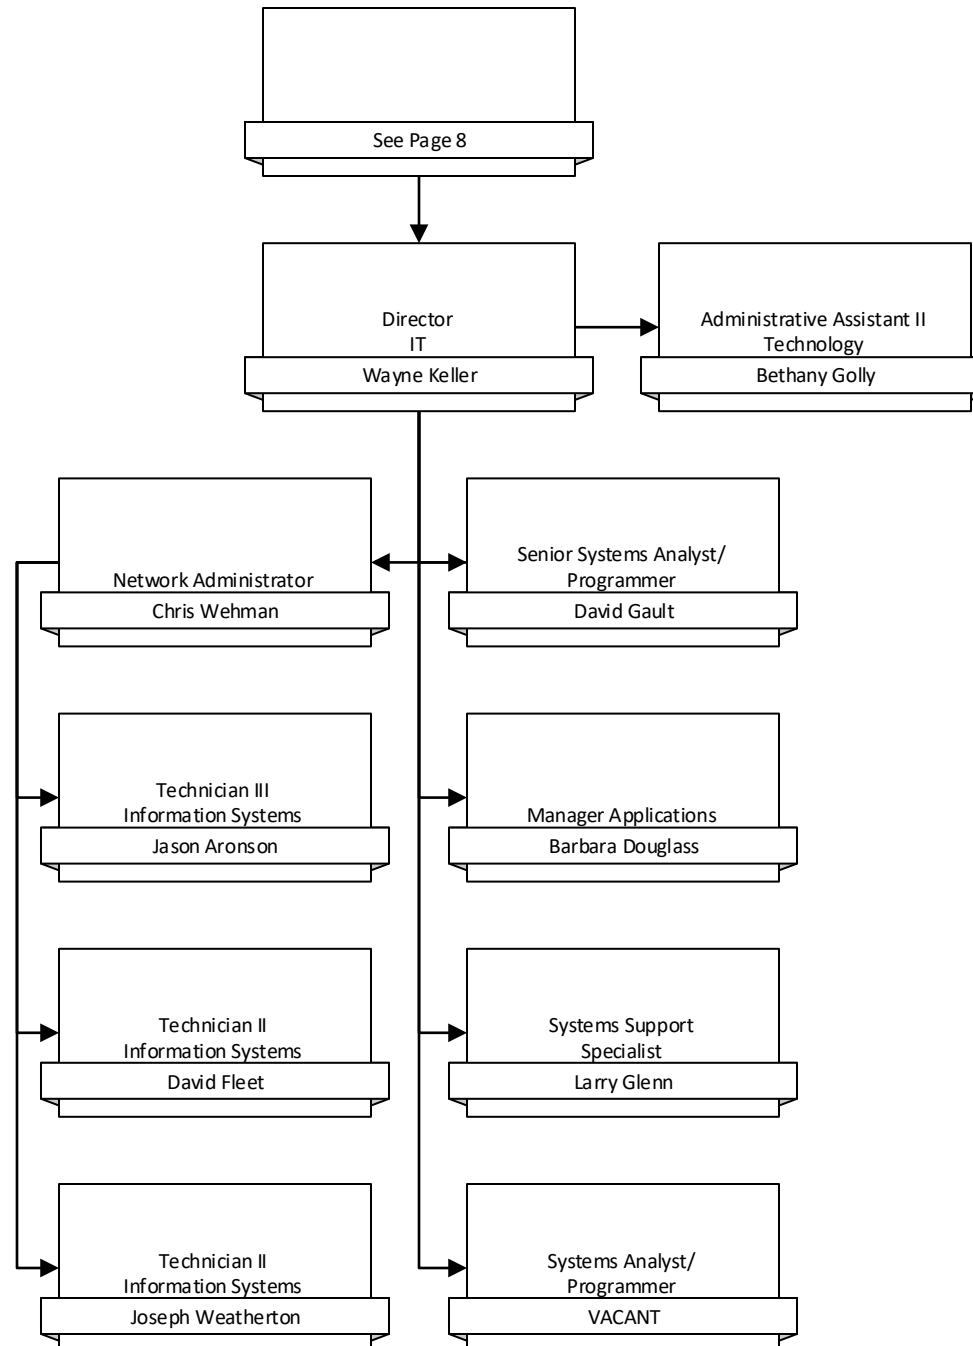 See Page 8
Director
IT
Wayne Keller
Administrative Assistant II
Technology
Bethany Golly
Network Administrator
Chris Wehman
Senior Systems Analyst/
Programmer
David Gault
Technician III
Information Systems
Jason Aronson
Manager Applications
Barbara Douglass
Technician II
Information Systems
David Fleet
Systems Support
Specialist
Larry Glenn
Technician II
Information Systems
Joseph Weatherton
Systems Analyst/
Programmer
VACANT